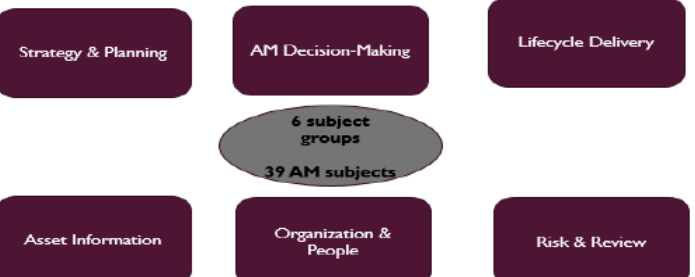 Strategy & Planning
AM Decision-Making
Lifecycle Delivery
6 subject
groups
39 AM subjects
Asset Information
Organization &
People
Risk & Review